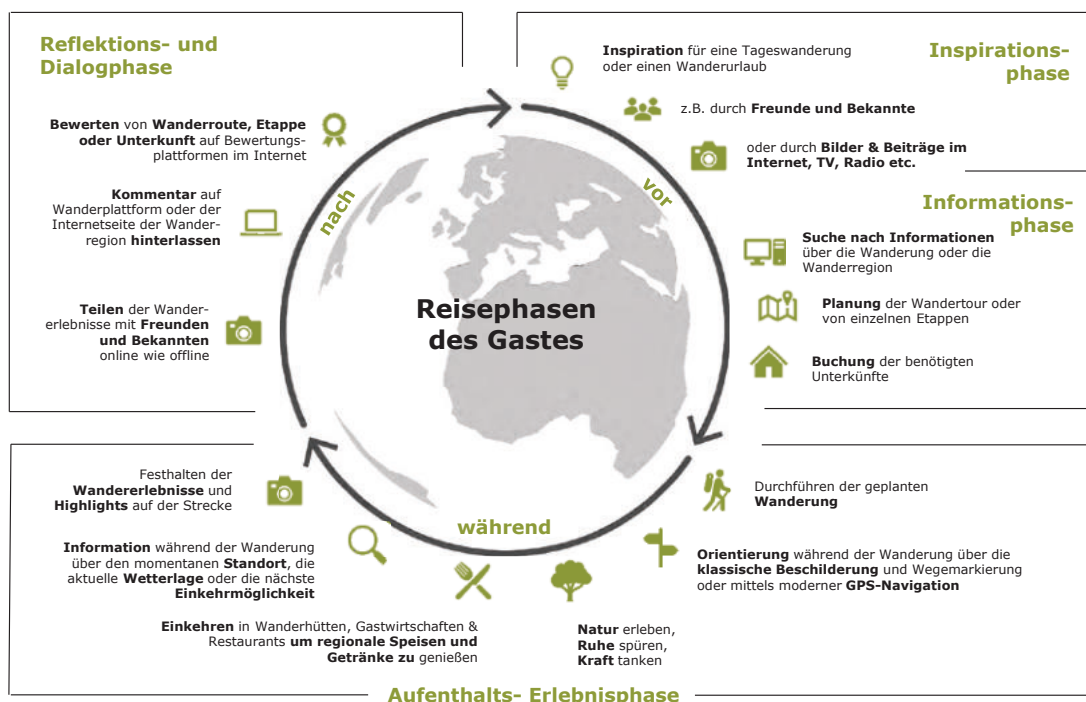 Reflektions- und
Dialogphase
Bewerten von Wanderroute, Etappe
oder Unterkunft auf Bewertungs-
plattformen im Internet
Kommentar auf
Wanderplattform oder der
Internetseite der Wander-
region hinterlassen
Teilen der Wander-
erlebnisse mit Freunden
und Bekannten
online wie offline
nach
Inspirations-
phase
Inspiration für eine Tageswanderung
oder einen Wanderurlaub
z.B. durch Freunde und Bekannte
oder durch Bilder & Beiträge im
Internet, TV, Radio etc.
vor
Informations-
phase
Suche nach Informationen
über die Wanderung oder die
Wanderregion
Planung der Wandertour oder
von einzelnen Etappen
Buchung der benötigten
Unterkünfte
Reisephasen
des Gastes
während
Durchführen der geplanten
Wanderung
Orientierung während der Wanderung über die
klassische Beschilderung und Wegemarkierung
oder mittels moderner GPS-Navigation
Natur erleben,
Ruhe spüren,
Kraft tanken
Einkehren in Wanderhütten, Gastwirtschaften &
Restaurants um regionale Speisen und
Getränke zu genießen
Information während der Wanderung
über den momentanen Standort, die
aktuelle Wetterlage oder die nächste
Einkehrmöglichkeit
Festhalten der
Wandererlebnisse und
Highlights auf der Strecke
Aufenthalts- Erlebnisphase